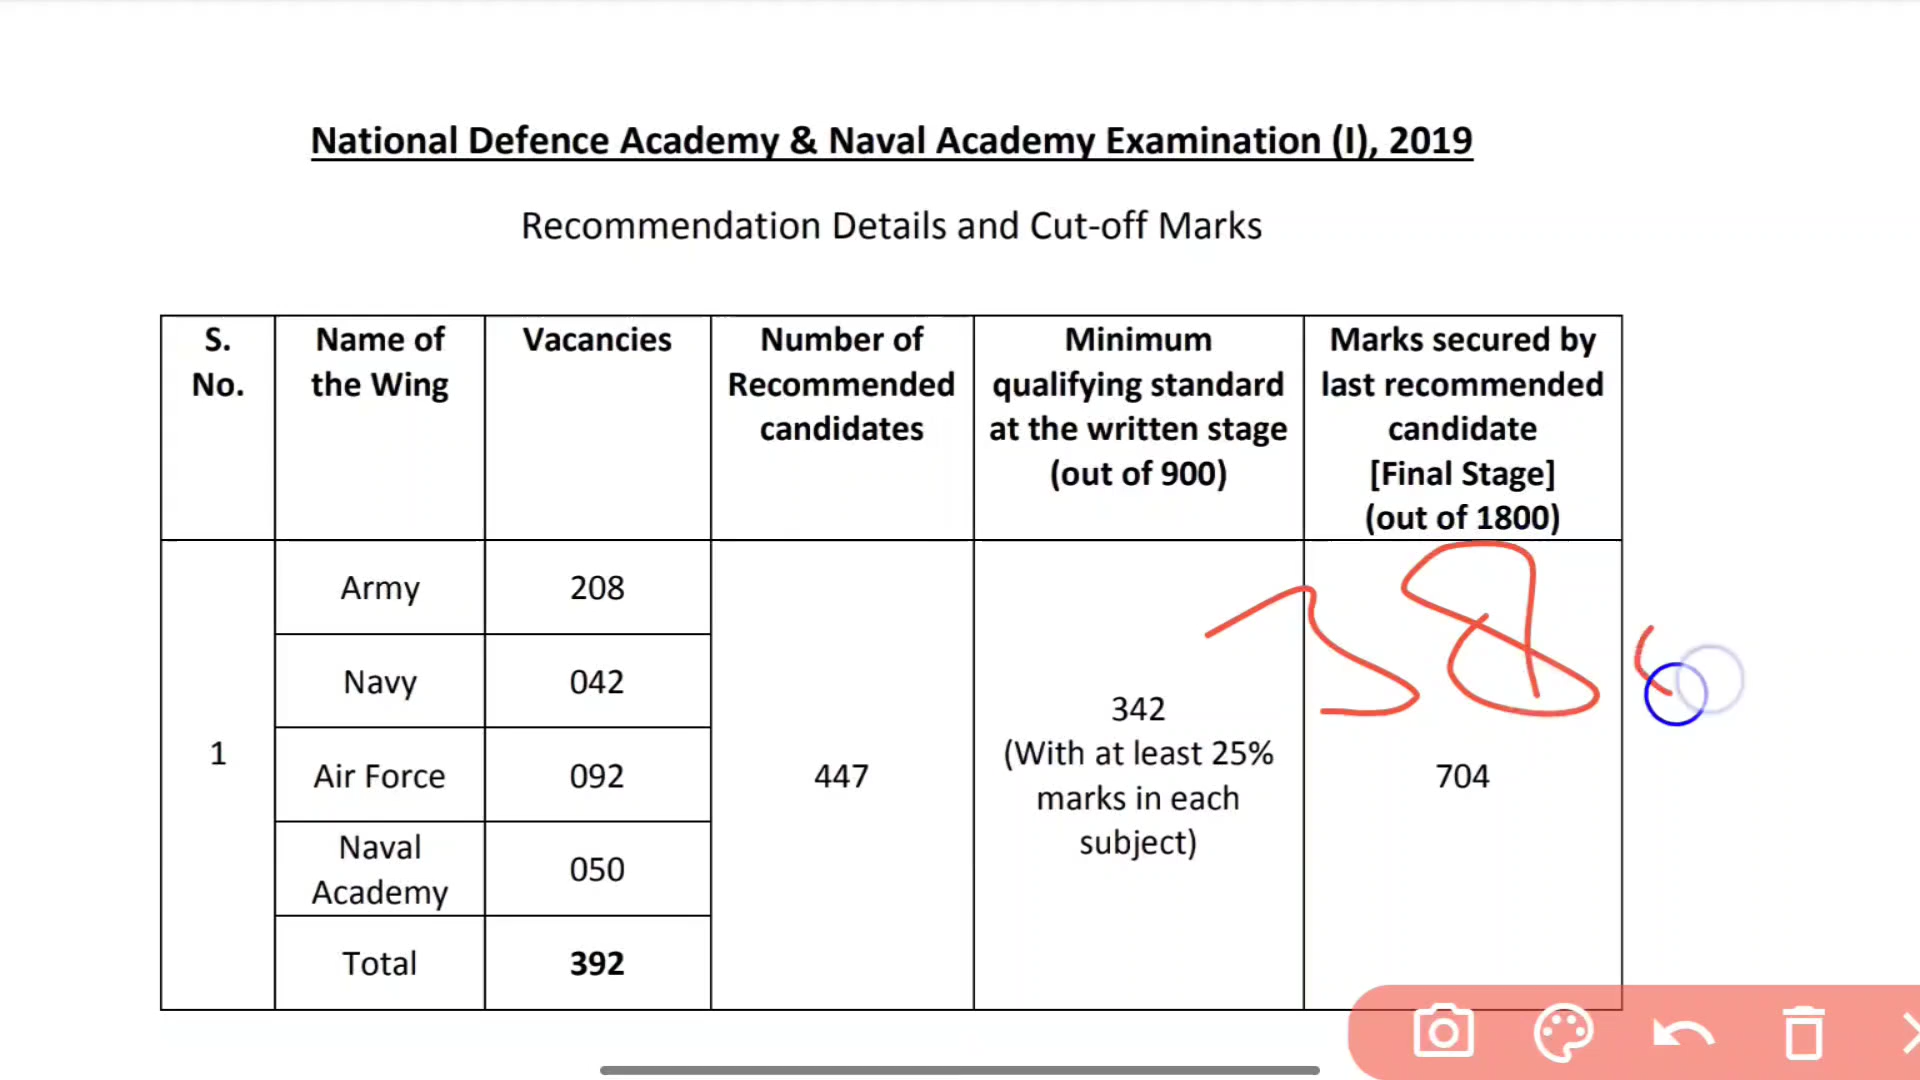 National Defence Academy & Naval Academy Examination (I), 2019
Recommendation Details and Cut-off Marks
S. No.
Name of the Wing
Vacancies
Number of Recommended candidates
Minimum qualifying standard at the written stage (out of 900)
Marks secured by last recommended candidate [Final Stage] (out of 1800)
1
Army 208
Navy 042
Air Force 092
Naval Academy 050
Total 392
447
342
(With at least 25% marks in each subject)
704
38